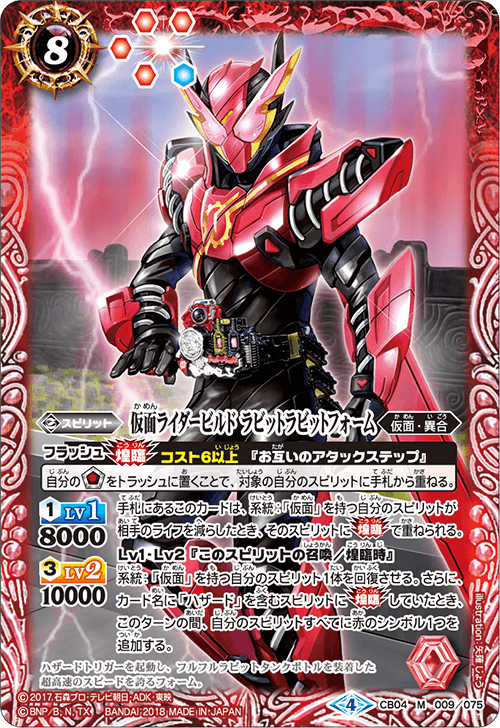 8
仮面ライダービルド ラビットラビットフォーム
スピリット
仮面・異合
フラッシュ 煌臨 コスト6以上 『お互いのアタックステップ』
自分の をトラッシュに置くことで、対象の自分のスピリットに手札から重ねる。
1 LV1 8000
手札にあるこのカードは、系統:「仮面」を持つ自分のスピリットが
相手のライフを減らしたとき、そのスピリットに 煌臨 で重ねられる。
3 LV2 10000
Lv1・Lv2『このスピリットの召喚/煌臨時』
系統:「仮面」を持つ自分のスピリット1体を回復させる。さらに、
カード名に「ハザード」を含むスピリットに 煌臨 していたとき、
このターンの間、自分のスピリットすべてに赤のシンボル1つを
追加する。
ハザードトリガーを起動し、フルフルラビットタンクボトルを装着した
超高速のスピードを誇るフォーム。
©2017 石森プロ・テレビ朝日・ADK・東映
©BNP/B, N, TX BANDAI 2018 MADE IN JAPAN
4 CB04 M 009/075